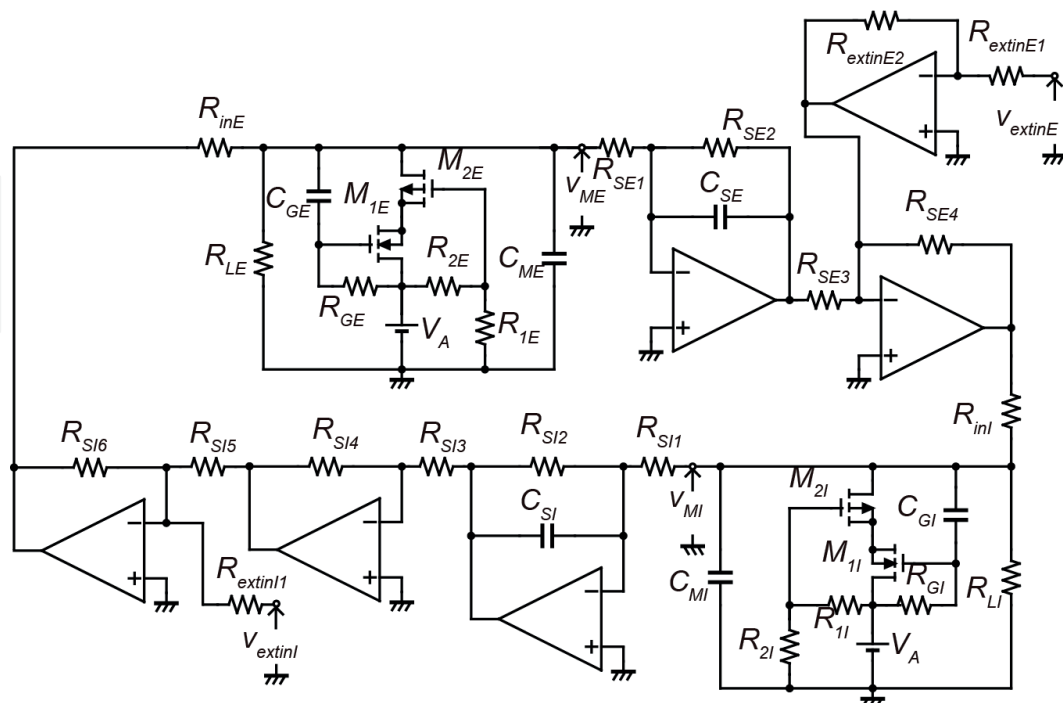 R_extinE2
R_extinE1
v_extinE
R_inE
M_2E
R_SE1
R_SE2
C_GE
M_1E
v_ME
C_SE
R_SE4
R_LE
R_2E
C_ME
R_SE3
R_GE
V_A
R_1E
R_inI
R_SI6
R_SI5
R_SI4
R_SI3
R_SI2
R_SI1
v_MI
M_2I
C_GI
C_SI
M_1I
R_extinI1
C_MI
R_GI
R_LI
R_1I
v_extinI
R_2I
V_A